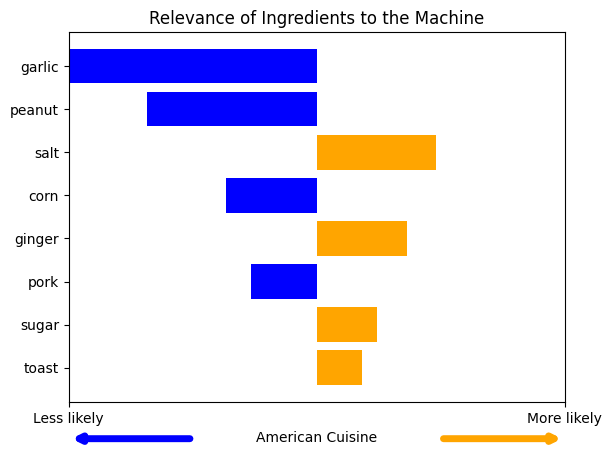 Relevance of Ingredients to the Machine
garlic
peanut
salt
corn
ginger
pork
sugar
toast
Less likely
More likely
American Cuisine